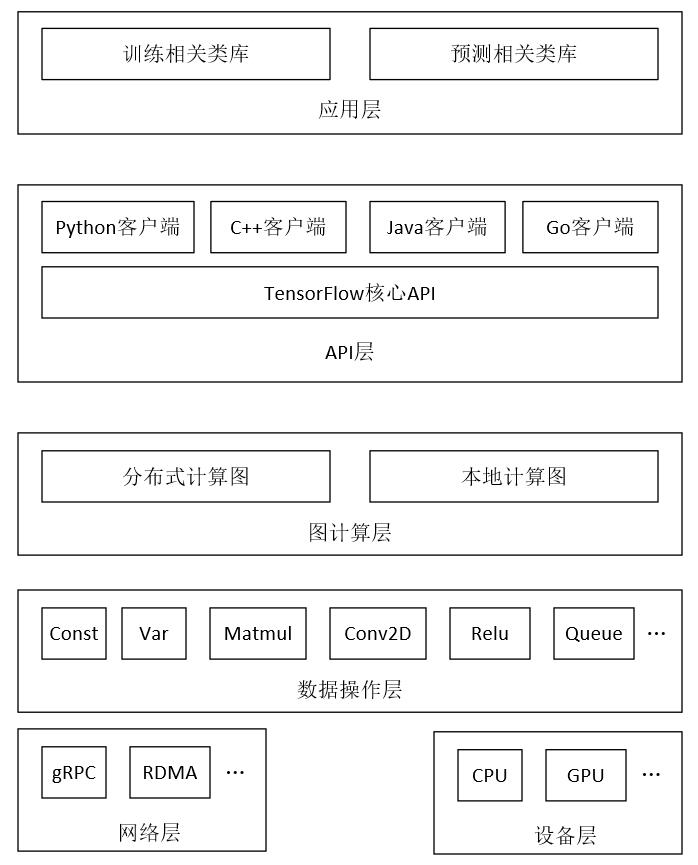 训练相关类库
预测相关类库
应用层
Python客户端
C++客户端
Java客户端
Go客户端
TensorFlow核心API
API层
分布式计算图
本地计算图
图计算层
Const
Var
Matmul
Conv2D
Relu
Queue
...
数据操作层
gRPC
RDMA
...
网络层
CPU
GPU
...
设备层